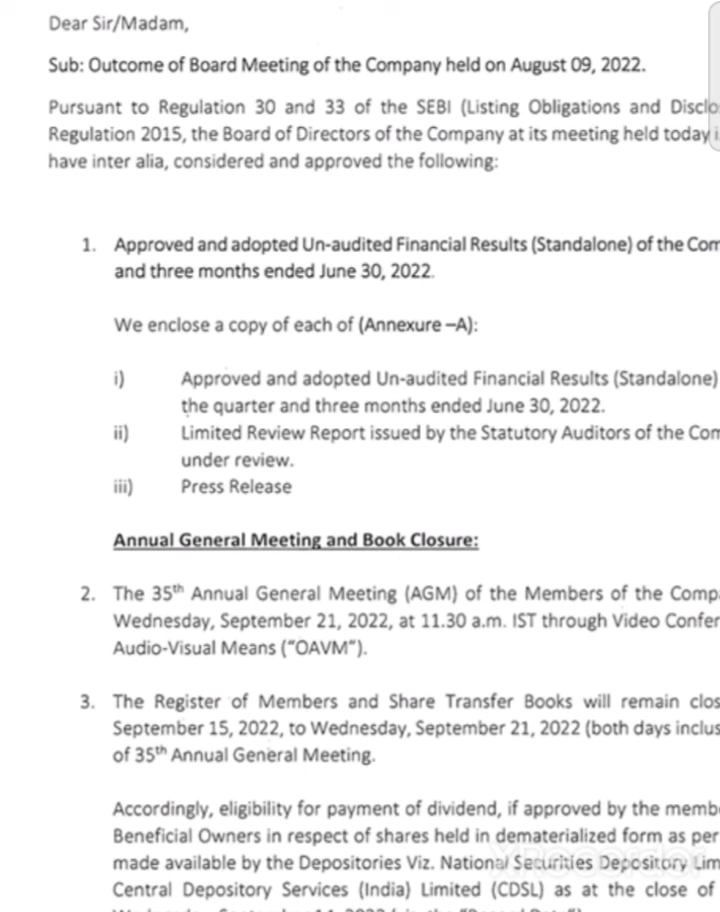 Dear Sir/Madam,
Sub: Outcome of Board Meeting of the Company held on August 09, 2022.
Pursuant to Regulation 30 and 33 of the SEBI (Listing Obligations and Disclo
Regulation 2015, the Board of Directors of the Company at its meeting held today i
have inter alia, considered and approved the following:
1. Approved and adopted Un-audited Financial Results (Standalone) of the Com
and three months ended June 30, 2022.
We enclose a copy of each of (Annexure –A):
i) Approved and adopted Un-audited Financial Results (Standalone)
the quarter and three months ended June 30, 2022.
ii) Limited Review Report issued by the Statutory Auditors of the Com
under review.
iii) Press Release
Annual General Meeting and Book Closure:
2. The 35th Annual General Meeting (AGM) of the Members of the Comp
Wednesday, September 21, 2022, at 11.30 a.m. IST through Video Confer
Audio-Visual Means ("OAVM").
3. The Register of Members and Share Transfer Books will remain clos
September 15, 2022, to Wednesday, September 21, 2022 (both days inclus
of 35th Annual General Meeting.
Accordingly, eligibility for payment of dividend, if approved by the memb
Beneficial Owners in respect of shares held in dematerialized form as per
made available by the Depositories Viz. National Securities Depository Lim
Central Depository Services (India) Limited (CDSL) as at the close of
XRecorder